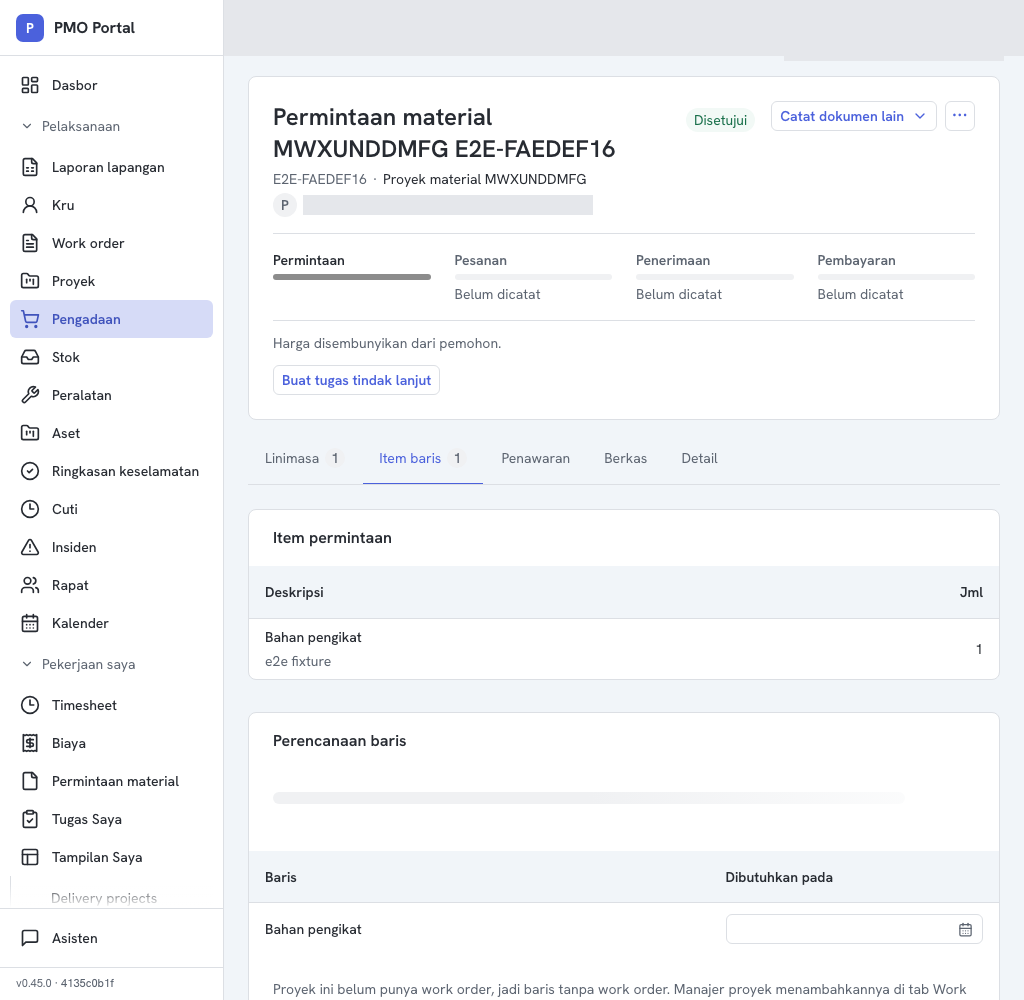 P PMO Portal
Dasbor
Pelaksanaan
Laporan lapangan
Kru
Work order
Proyek
Pengadaan
Stok
Peralatan
Aset
Ringkasan keselamatan
Cuti
Insiden
Rapat
Kalender
Pekerjaan saya
Timesheet
Biaya
Permintaan material
Tugas Saya
Tampilan Saya
Delivery projects
Asisten
v0.45.0 · 4135c0b1f
Permintaan material
MWXUNDDMFG E2E-FAEDEF16
Disetujui
Catat dokumen lain
E2E-FAEDEF16 · Proyek material MWXUNDDMFG
P
Permintaan
Pesanan
Belum dicatat
Penerimaan
Belum dicatat
Pembayaran
Belum dicatat
Harga disembunyikan dari pemohon.
Buat tugas tindak lanjut
Linimasa 1
Item baris 1
Penawaran
Berkas
Detail
Item permintaan
Deskripsi Jml
Bahan pengikat
e2e fixture
1
Perencanaan baris
Baris Dibutuhkan pada
Bahan pengikat
Proyek ini belum punya work order, jadi baris tanpa work order. Manajer proyek menambahkannya di tab Work